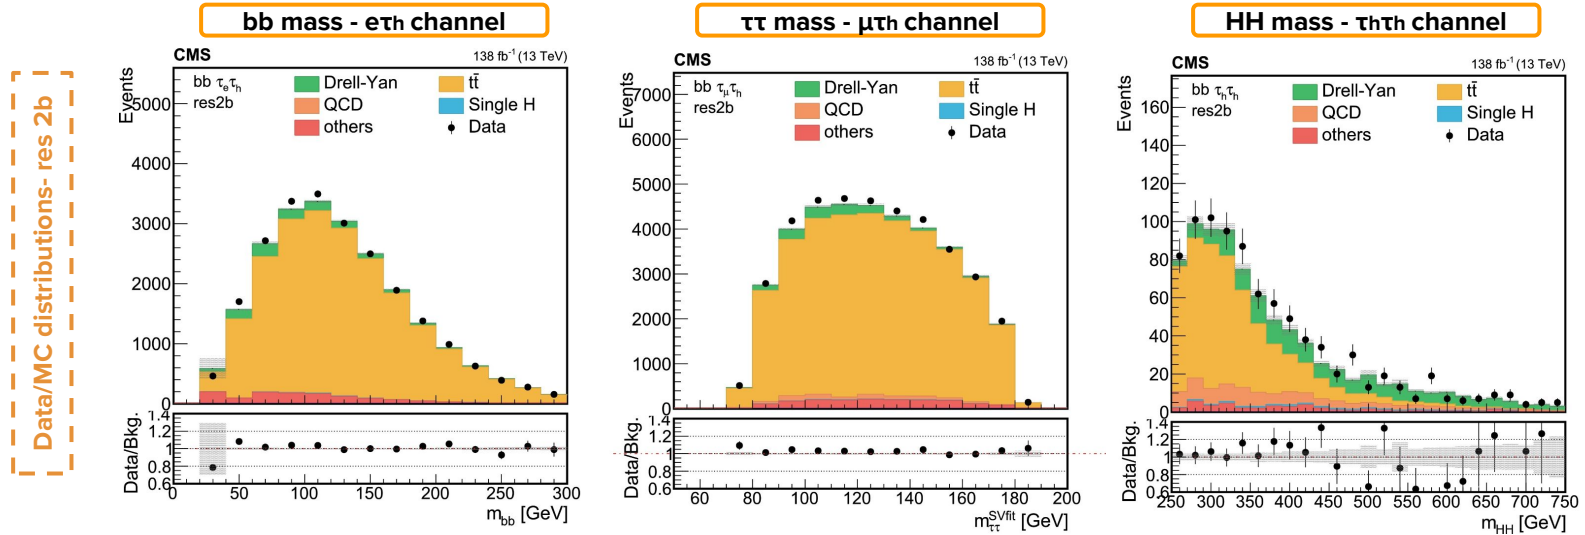 bb mass - eτh channel
ττ mass - μτh channel
HH mass - τhτh channel
Data/MC distributions- res 2b
CMS
138 fb⁻¹ (13 TeV)
Events
bb τₑτₕ
res2b
Drell-Yan
tt̄
QCD
Single H
others
Data
5000
4000
3000
2000
1000
0
Data/Bkg.
1.4
1.2
1
0.8
0.6
0 50 100 150 200 250 300
m_bb [GeV]
CMS
138 fb⁻¹ (13 TeV)
Events
bb τ_μτ_h
res2b
Drell-Yan
tt̄
QCD
Single H
others
Data
7000
6000
5000
4000
3000
2000
1000
0
Data/Bkg.
1.4
1.2
1
0.8
0.6
60 80 100 120 140 160 180 200
m_ττ^SVfit [GeV]
CMS
138 fb⁻¹ (13 TeV)
Events
bb τₕτₕ
res2b
Drell-Yan
tt̄
QCD
Single H
others
Data
160
140
120
100
80
60
40
20
0
Data/Bkg.
1.4
1.2
1
0.8
0.6
250 300 350 400 450 500 550 600 650 700 750
m_HH [GeV]